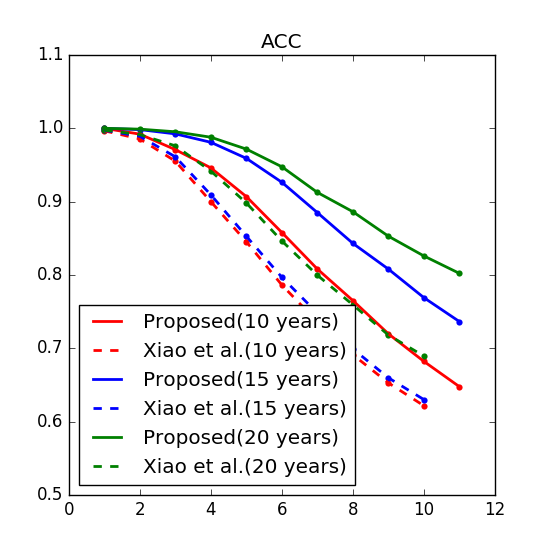 ACC
1.1
1.0
0.9
0.8
0.7
0.6
0.5
Proposed(10 years)
Xiao et al.(10 years)
Proposed(15 years)
Xiao et al.(15 years)
Proposed(20 years)
Xiao et al.(20 years)
0 2 4 6 8 10 12